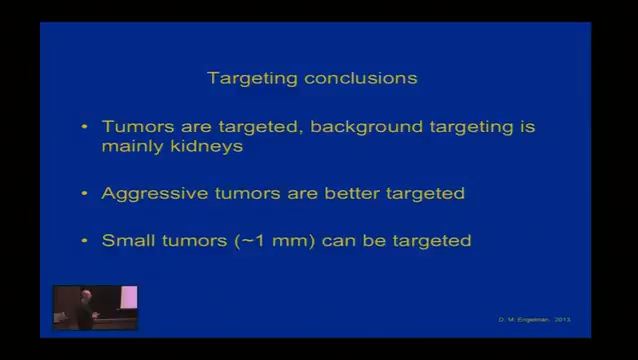 Targeting conclusions
• Tumors are targeted, background targeting is
mainly kidneys
• Aggressive tumors are better targeted
• Small tumors (~1 mm) can be targeted
D. M. Engelman, 2013